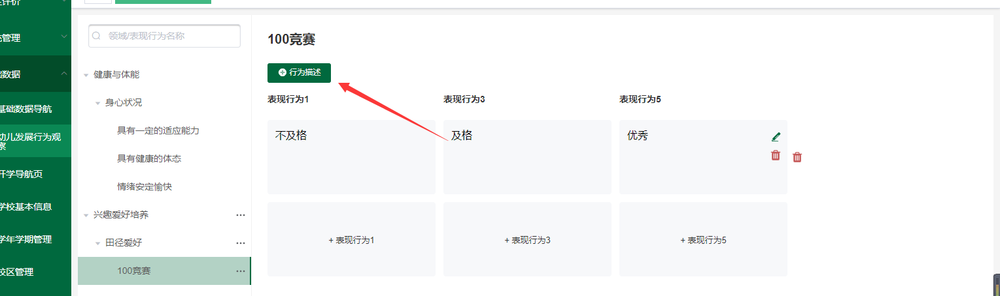 评价
管理
数据
基础数据导航
幼儿发展行为观
察
开学导航页
学校基本信息
学年学期管理
校区管理
领域/表现行为名称
健康与体能
身心状况
具有一定的适应能力
具有健康的体态
情绪安定愉快
兴趣爱好培养
田径爱好
100竞赛
100竞赛
行为描述
表现行为1
表现行为3
表现行为5
不及格
及格
优秀
+ 表现行为1
+ 表现行为3
+ 表现行为5